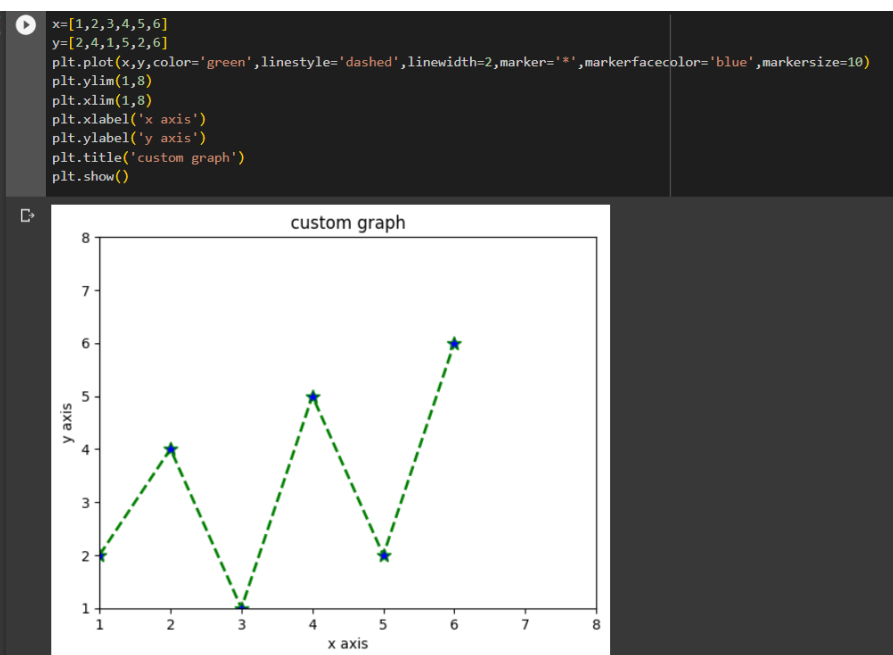 x=[1,2,3,4,5,6]
y=[2,4,1,5,2,6]
plt.plot(x,y,color='green',linestyle='dashed',linewidth=2,marker='*',markerfacecolor='blue',markersize=10)
plt.ylim(1,8)
plt.xlim(1,8)
plt.xlabel('x axis')
plt.ylabel('y axis')
plt.title('custom graph')
plt.show()
custom graph
8
7
6
5
4
3
2
1
y axis
1 2 3 4 5 6 7 8
x axis